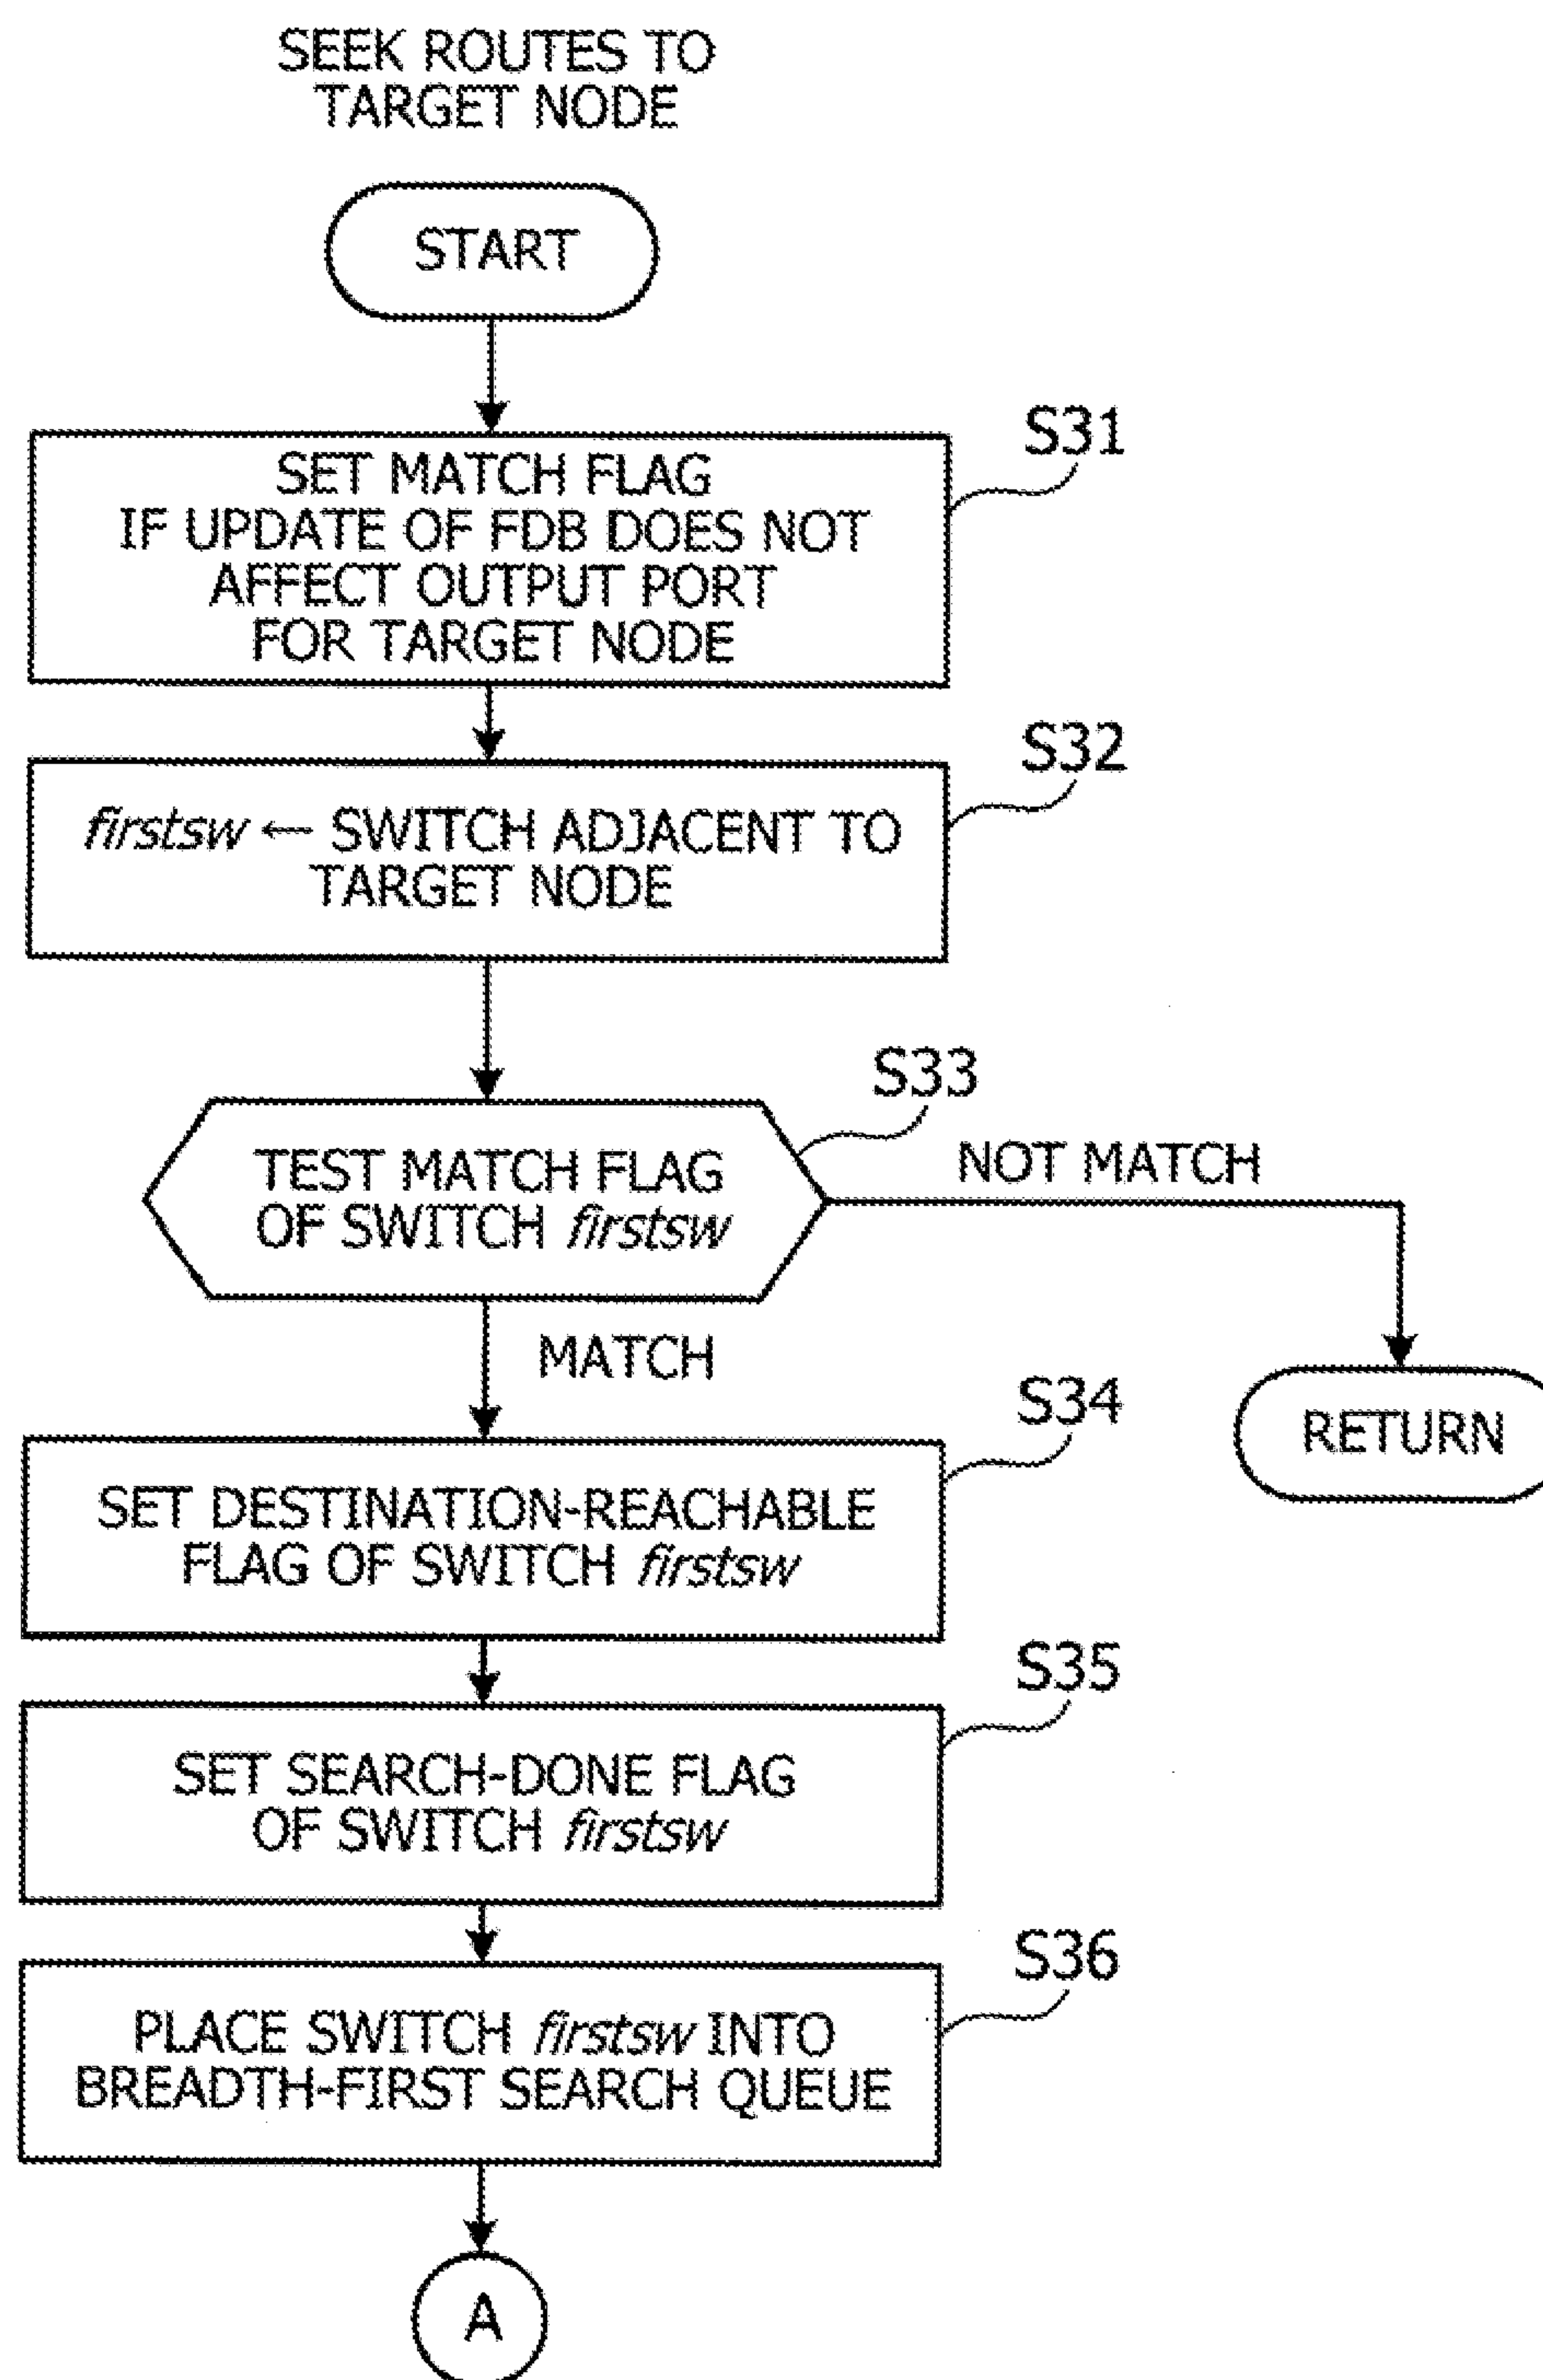 SEEK ROUTES TO
TARGET NODE
START
S31
SET MATCH FLAG
IF UPDATE OF FDB DOES NOT
AFFECT OUTPUT PORT
FOR TARGET NODE
S32
firstsw ← SWITCH ADJACENT TO
TARGET NODE
S33
TEST MATCH FLAG
OF SWITCH firstsw
NOT MATCH
MATCH
RETURN
S34
SET DESTINATION-REACHABLE
FLAG OF SWITCH firstsw
S35
SET SEARCH-DONE FLAG
OF SWITCH firstsw
S36
PLACE SWITCH firstsw INTO
BREADTH-FIRST SEARCH QUEUE
A